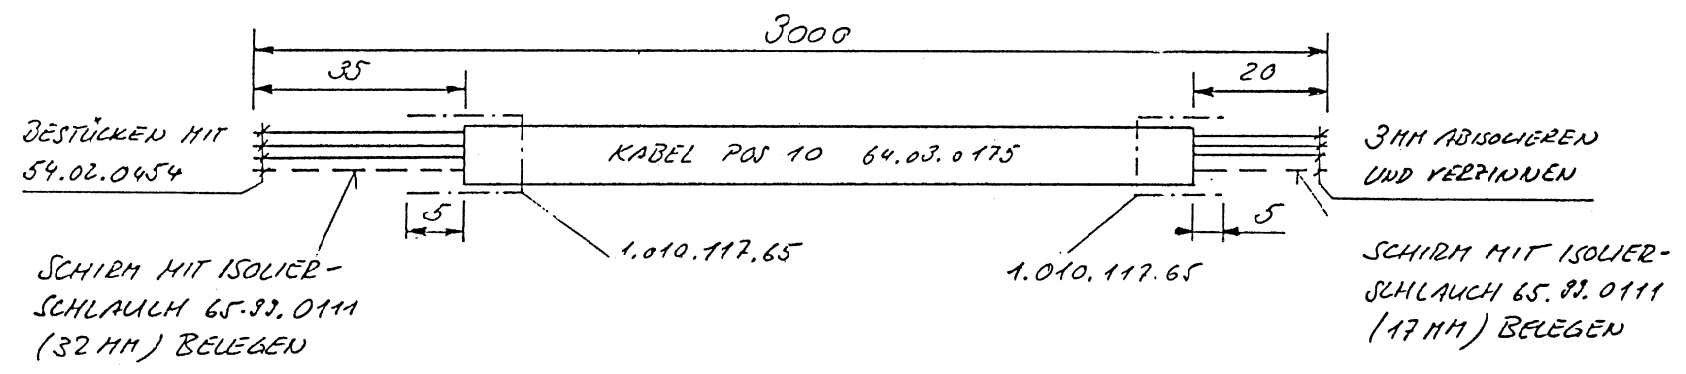 3000
35
20
BESTÜCKEN MIT
54.02.0454
KABEL POS 10 64.03.0175
3MM ABISOLIEREN
UND VERZINNEN
5
5
1.010.117.65
1.010.117.65
SCHIRM MIT ISOLIER-
SCHLAUCH 65.99.0111
(32 MM) BELEGEN
SCHIRM MIT ISOLIER-
SCHLAUCH 65.99.0111
(17 MM) BELEGEN